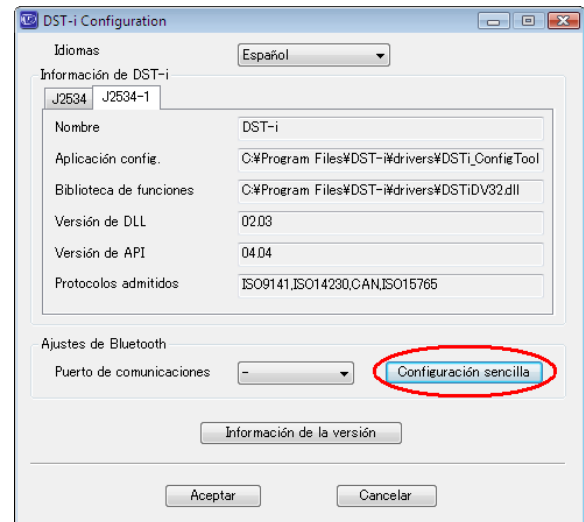 DST-i Configuration
Idiomas Español
Información de DST-i
J2534 J2534-1
Nombre DST-i
Aplicación config. C:¥Program Files¥DST-i¥drivers¥DSTi_ConfigTool
Biblioteca de funciones C:¥Program Files¥DST-i¥drivers¥DSTiDV32.dll
Versión de DLL 02.03
Versión de API 04.04
Protocolos admitidos ISO9141,ISO14230,CAN,ISO15765
Ajustes de Bluetooth
Puerto de comunicaciones - Configuración sencilla
Información de la versión
Aceptar Cancelar